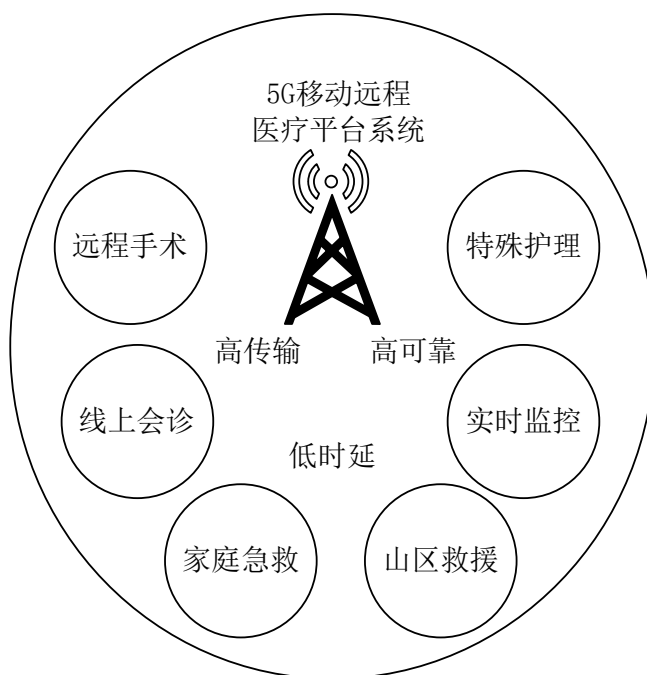 5G移动远程
医疗平台系统
远程手术
特殊护理
高传输
高可靠
线上会诊
实时监控
低时延
家庭急救
山区救援